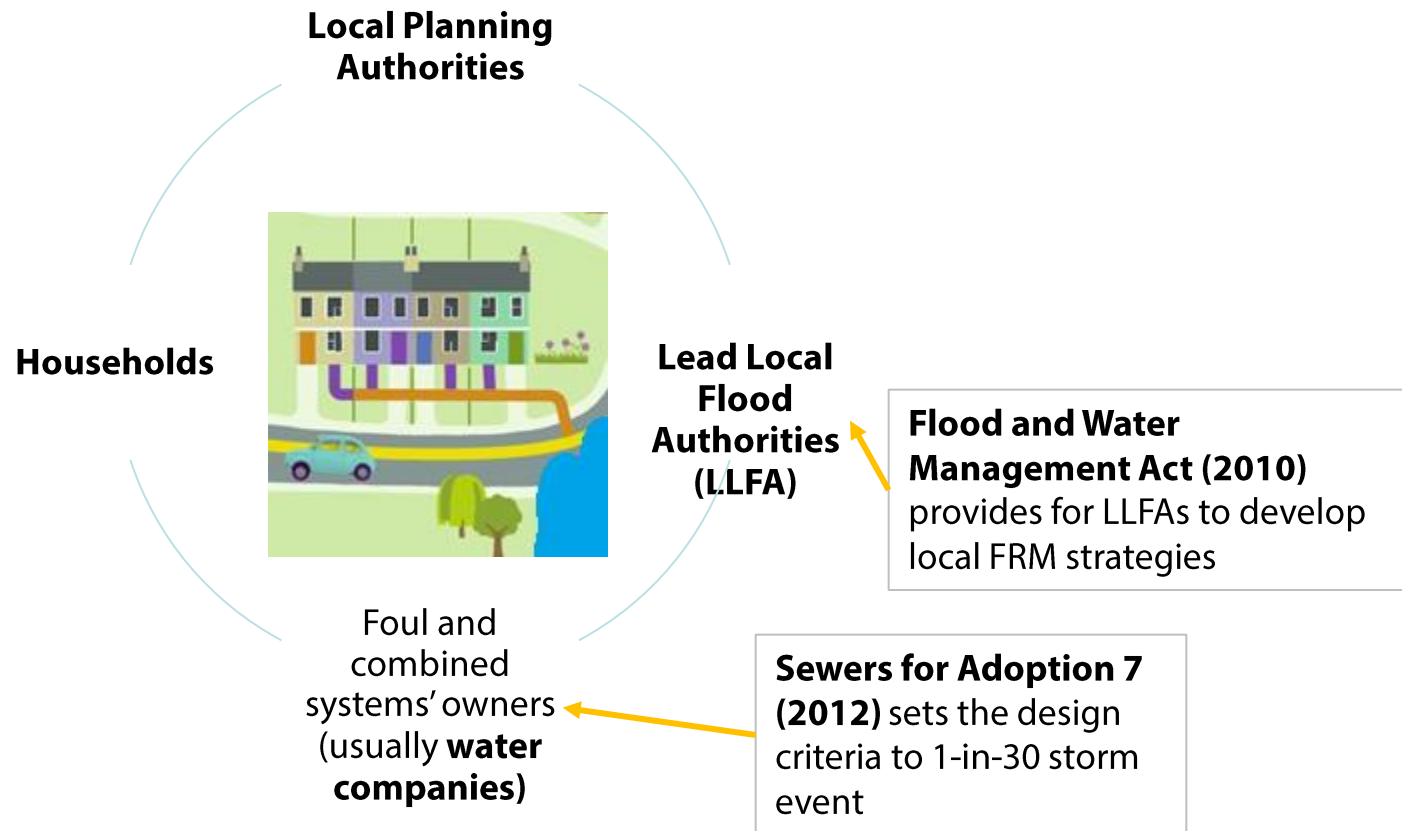 Local Planning
Authorities
Households
Lead Local
Flood
Authorities
(LLFA)
Flood and Water
Management Act (2010)
provides for LLFAs to develop
local FRM strategies
Foul and
combined
systems’ owners
(usually water
companies)
Sewers for Adoption 7
(2012) sets the design
criteria to 1-in-30 storm
event